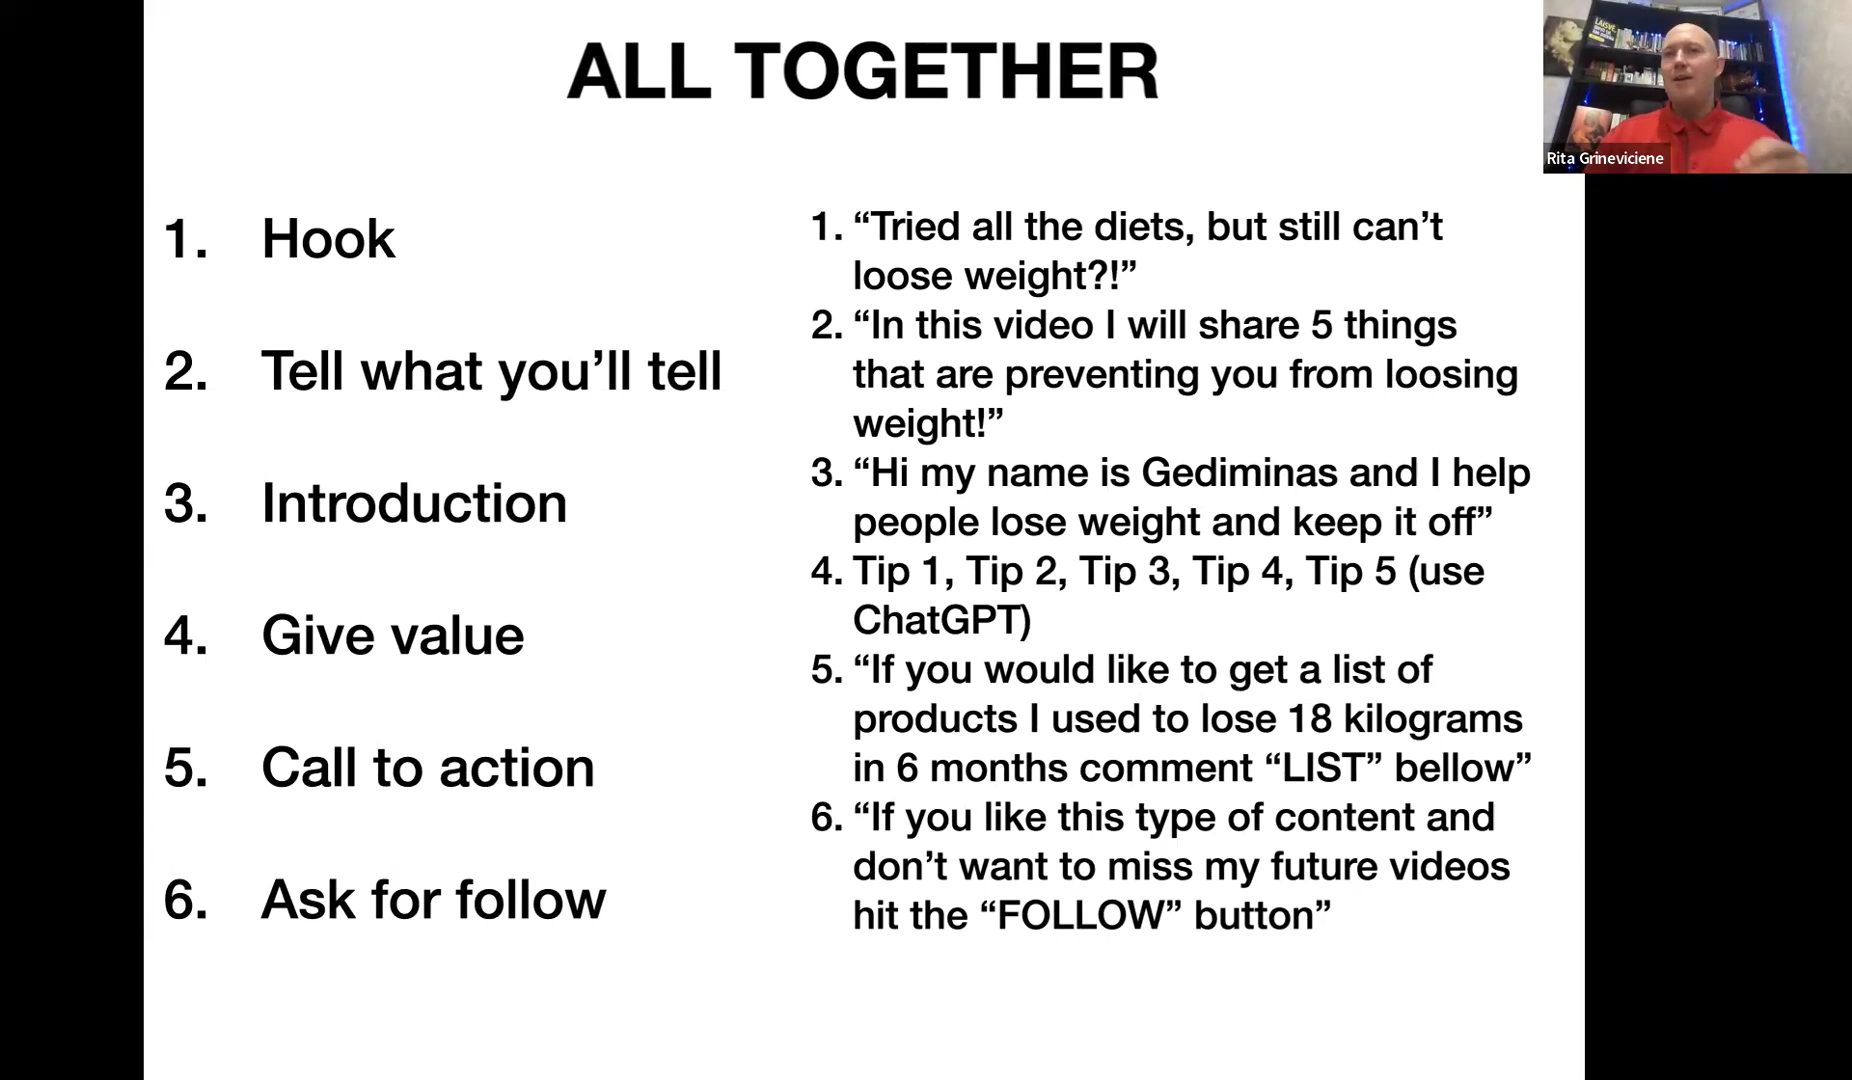 ALL TOGETHER
1. Hook
2. Tell what you’ll tell
3. Introduction
4. Give value
5. Call to action
6. Ask for follow
1. “Tried all the diets, but still can’t
loose weight?!”
2. “In this video I will share 5 things
that are preventing you from loosing
weight!”
3. “Hi my name is Gediminas and I help
people lose weight and keep it off”
4. Tip 1, Tip 2, Tip 3, Tip 4, Tip 5 (use
ChatGPT)
5. “If you would like to get a list of
products I used to lose 18 kilograms
in 6 months comment “LIST” bellow”
6. “If you like this type of content and
don’t want to miss my future videos
hit the “FOLLOW” button”
LAISVĖ
Rita Grineviciene